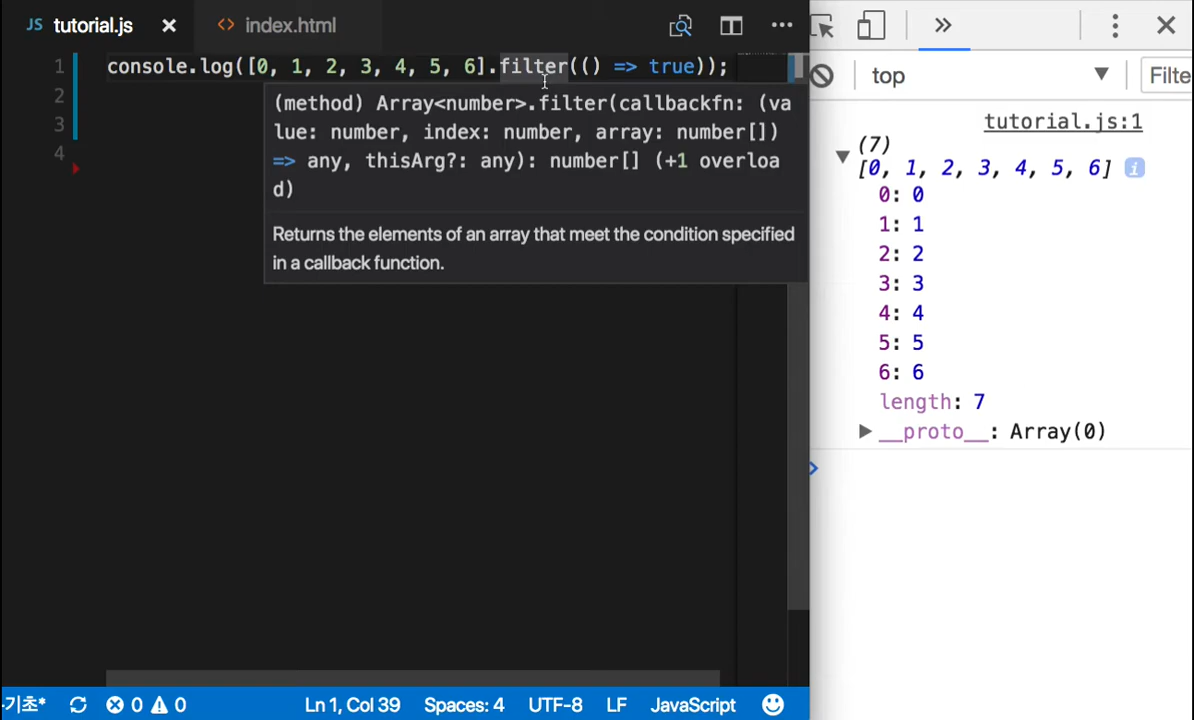 JS tutorial.js × <> index.html
1 console.log([0, 1, 2, 3, 4, 5, 6].filter(() => true));
2
3
4
(method) Array<number>.filter(callbackfn: (va
lue: number, index: number, array: number[])
=> any, thisArg?: any): number[] (+1 overloa
d)
Returns the elements of an array that meet the condition specified
in a callback function.
-기초* 0 0 Ln 1, Col 39 Spaces: 4 UTF-8 LF JavaScript
top Filte
tutorial.js:1
(7)
[0, 1, 2, 3, 4, 5, 6] i
0: 0
1: 1
2: 2
3: 3
4: 4
5: 5
6: 6
length: 7
__proto__: Array(0)